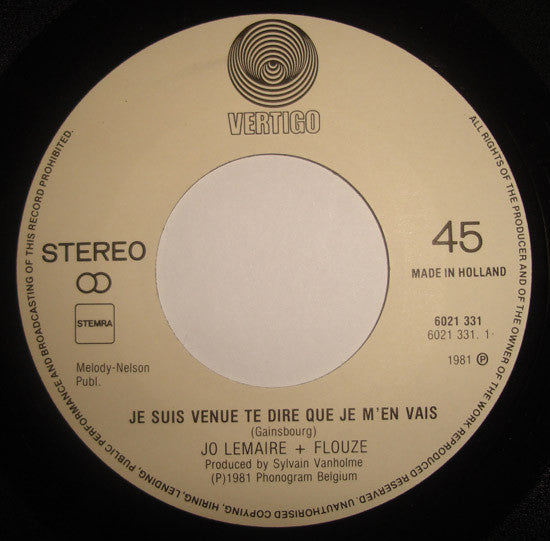 VERTIGO
STEREO
STEMRA
Melody-Nelson
Publ.
45
MADE IN HOLLAND
6021 331
6021 331. 1·
1981 Ⓟ
JE SUIS VENUE TE DIRE QUE JE M'EN VAIS
(Gainsbourg)
JO LEMAIRE + FLOUZE
Produced by Sylvain Vanholme
(P)1981 Phonogram Belgium
ALL RIGHTS OF THE PRODUCER AND OF THE OWNER OF THE WORK REPRODUCED RESERVED. UNAUTHORISED COPYING, HIRING, LENDING, PUBLIC PERFORMANCE AND BROADCASTING OF THIS RECORD PROHIBITED.